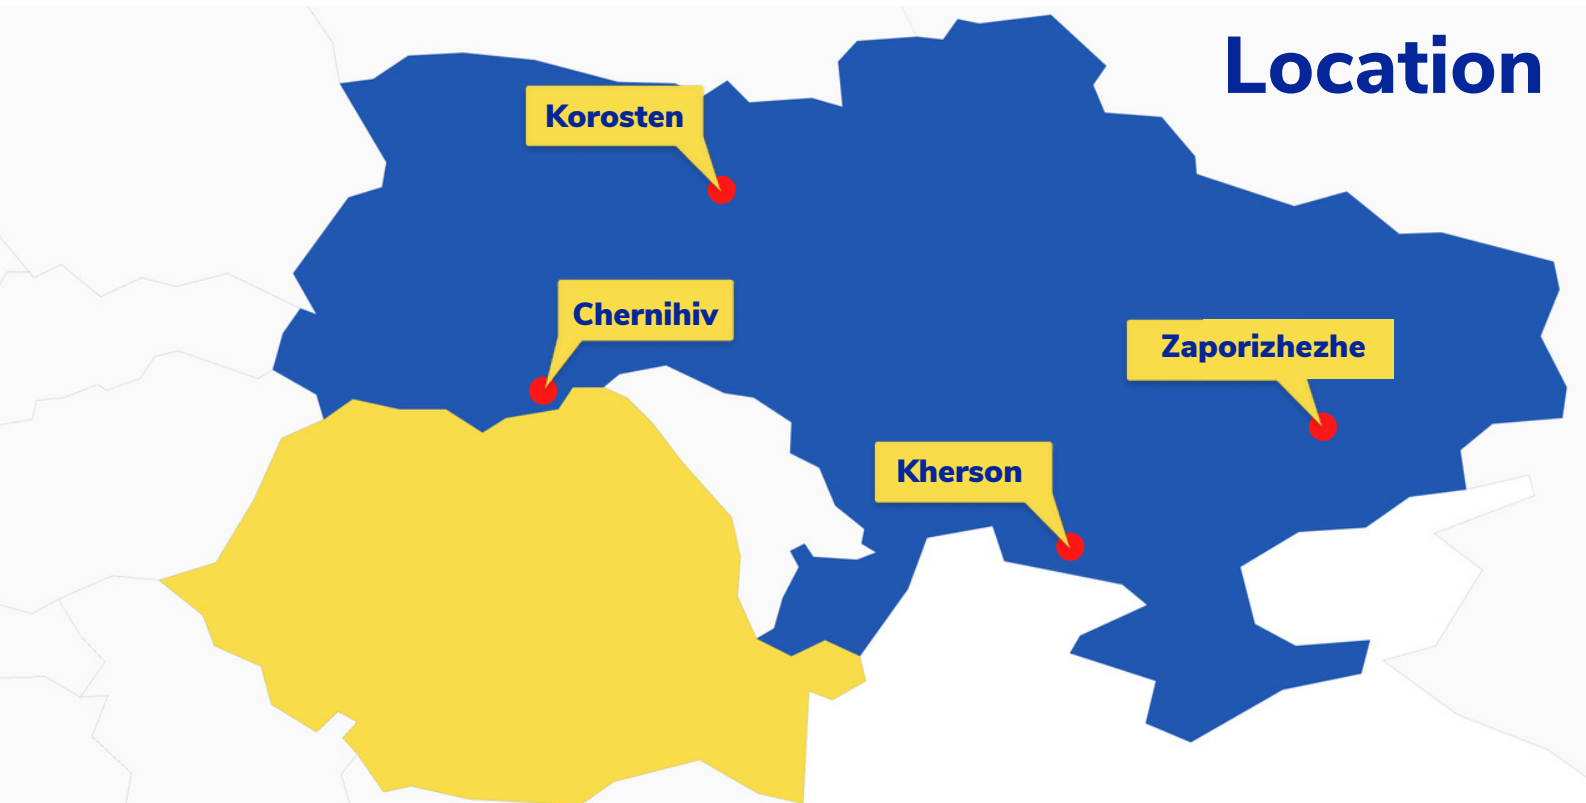 Location
Korosten
Chernihiv
Zaporizhezhe
Kherson